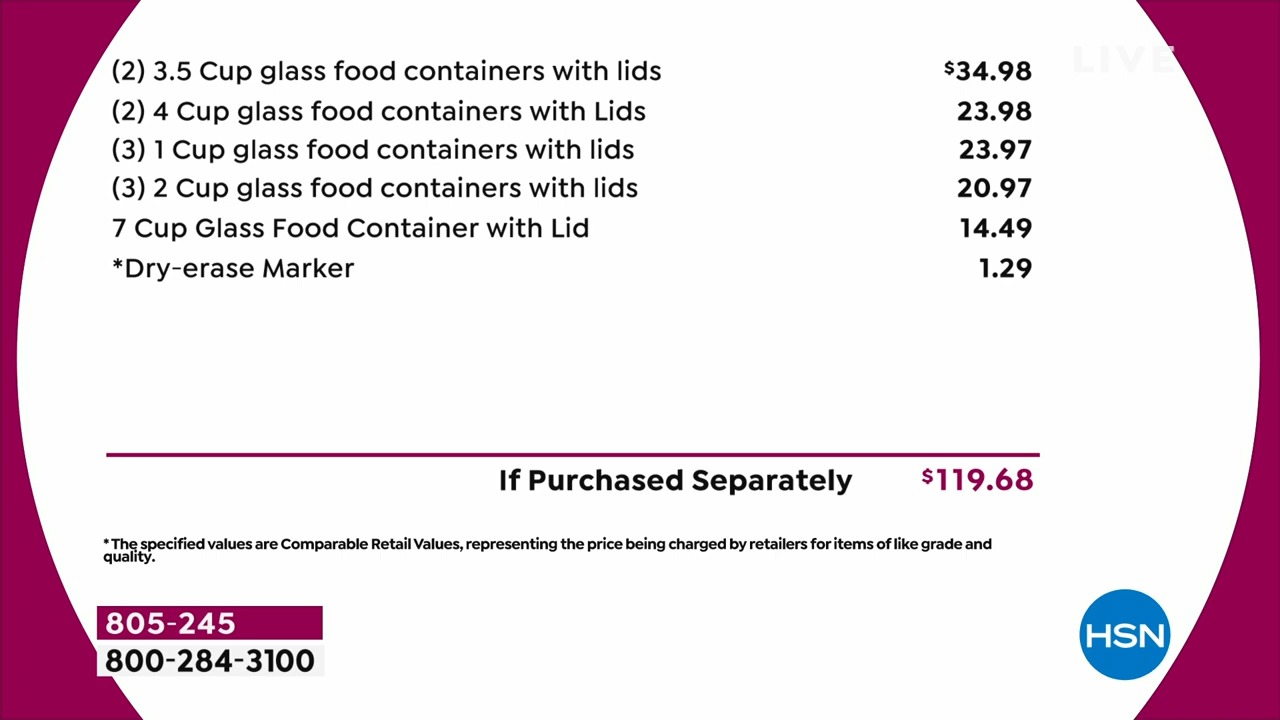 LIVE
(2) 3.5 Cup glass food containers with lids $34.98
(2) 4 Cup glass food containers with Lids 23.98
(3) 1 Cup glass food containers with lids 23.97
(3) 2 Cup glass food containers with lids 20.97
7 Cup Glass Food Container with Lid 14.49
*Dry-erase Marker 1.29
If Purchased Separately $119.68
*The specified values are Comparable Retail Values, representing the price being charged by retailers for items of like grade and
quality.
805-245
800-284-3100
HSN